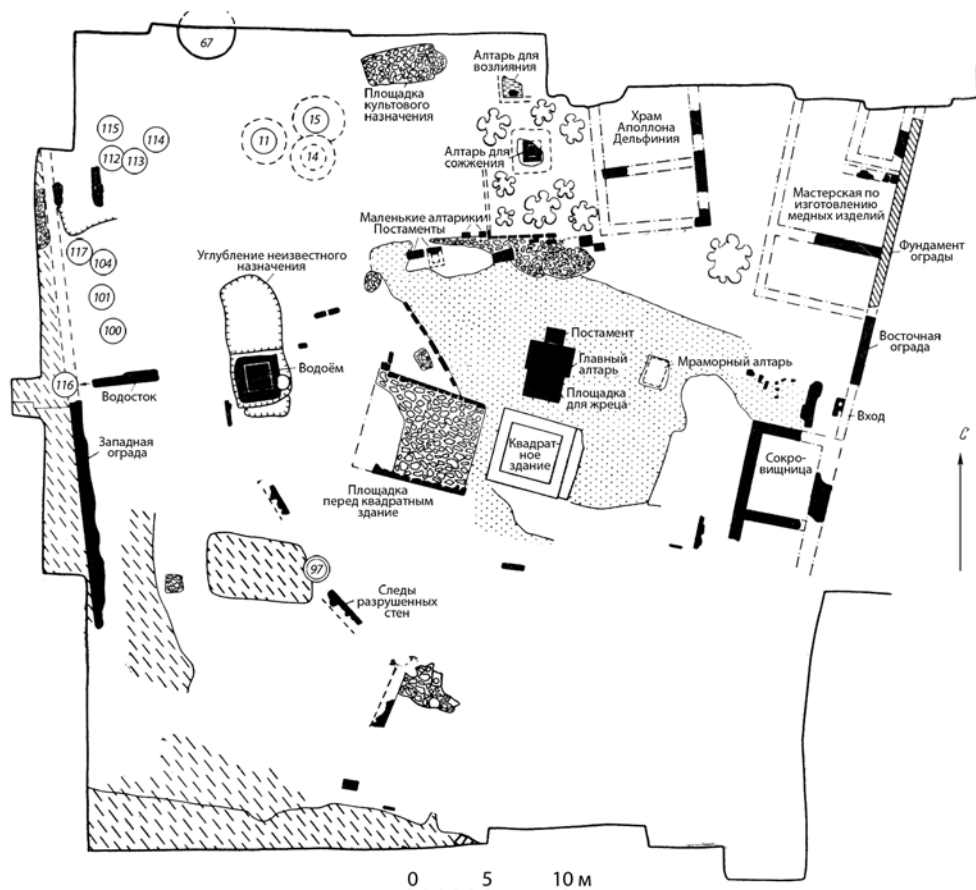 67
Алтарь для
возлияния
Площадка
культового
назначения
Храм
Аполлона
Дельфиния
115
114
112
113
11
15
14
Алтарь для
сожжения
Мастерская по
изготовлению
медных изделий
Маленькие алтарики
Постаменты
117
104
101
100
Углубление неизвестного
назначения
Фундамент
ограды
Постамент
Главный
алтарь
Площадка
для жреца
Мраморный алтарь
Восточная
ограда
Водоём
116
Водосток
Вход
С
Западная
ограда
Квадрат-
ное
здание
Сокро-
вищница
Площадка
перед квадратным
здание
97
Следы
разрушенных
стен
0 5 10 м